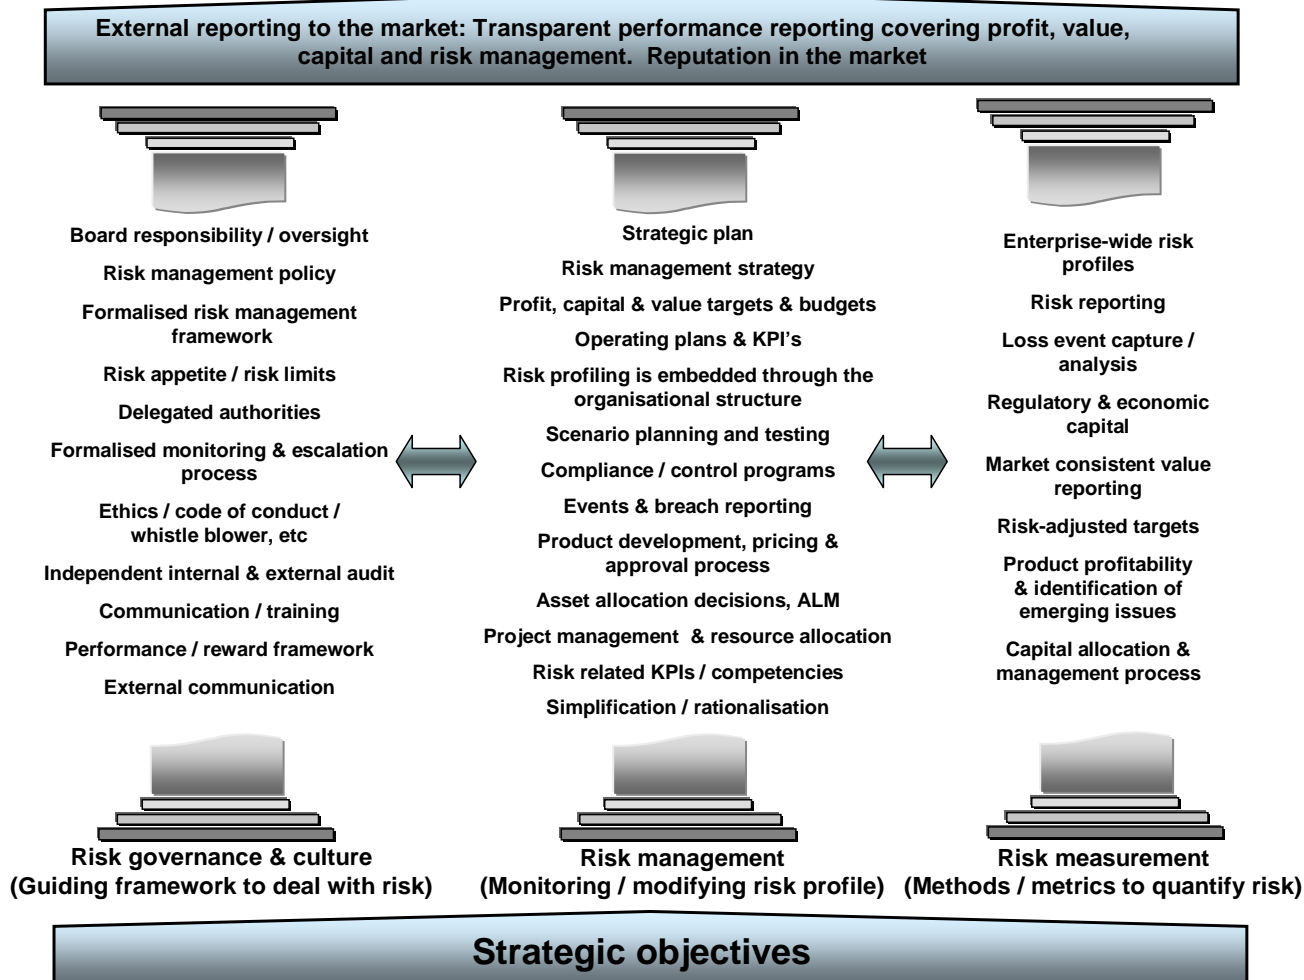 External reporting to the market: Transparent performance reporting covering profit, value,
capital and risk management.  Reputation in the market
Board responsibility / oversight
Risk management policy
Formalised risk management
framework
Risk appetite / risk limits
Delegated authorities
Formalised monitoring & escalation
process
Ethics / code of conduct /
whistle blower, etc
Independent internal & external audit
Communication / training
Performance / reward framework
External communication
Risk governance & culture
(Guiding framework to deal with risk)
Strategic plan
Risk management strategy
Profit, capital & value targets & budgets
Operating plans & KPI's
Risk profiling is embedded through the
organisational structure
Scenario planning and testing
Compliance / control programs
Events & breach reporting
Product development, pricing &
approval process
Asset allocation decisions, ALM
Project management  & resource allocation
Risk related KPIs / competencies
Simplification / rationalisation
Risk management
(Monitoring / modifying risk profile)
Enterprise-wide risk
profiles
Risk reporting
Loss event capture /
analysis
Regulatory & economic
capital
Market consistent value
reporting
Risk-adjusted targets
Product profitability
& identification of
emerging issues
Capital allocation &
management process
Risk measurement
(Methods / metrics to quantify risk)
Strategic objectives